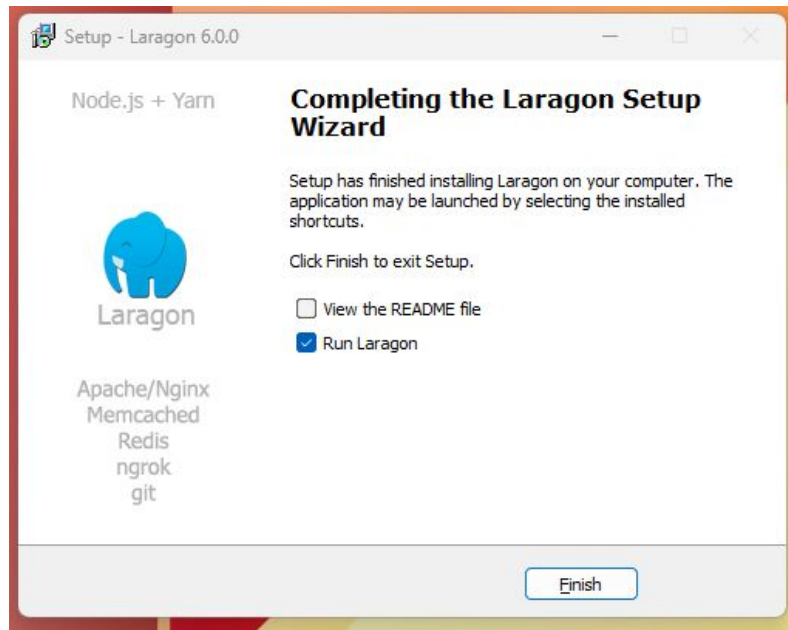 Setup - Laragon 6.0.0
Node.js + Yarn
Laragon
Apache/Nginx
Memcached
Redis
ngrok
git
Completing the Laragon Setup
Wizard
Setup has finished installing Laragon on your computer. The
application may be launched by selecting the installed
shortcuts.
Click Finish to exit Setup.
View the README file
Run Laragon
Finish